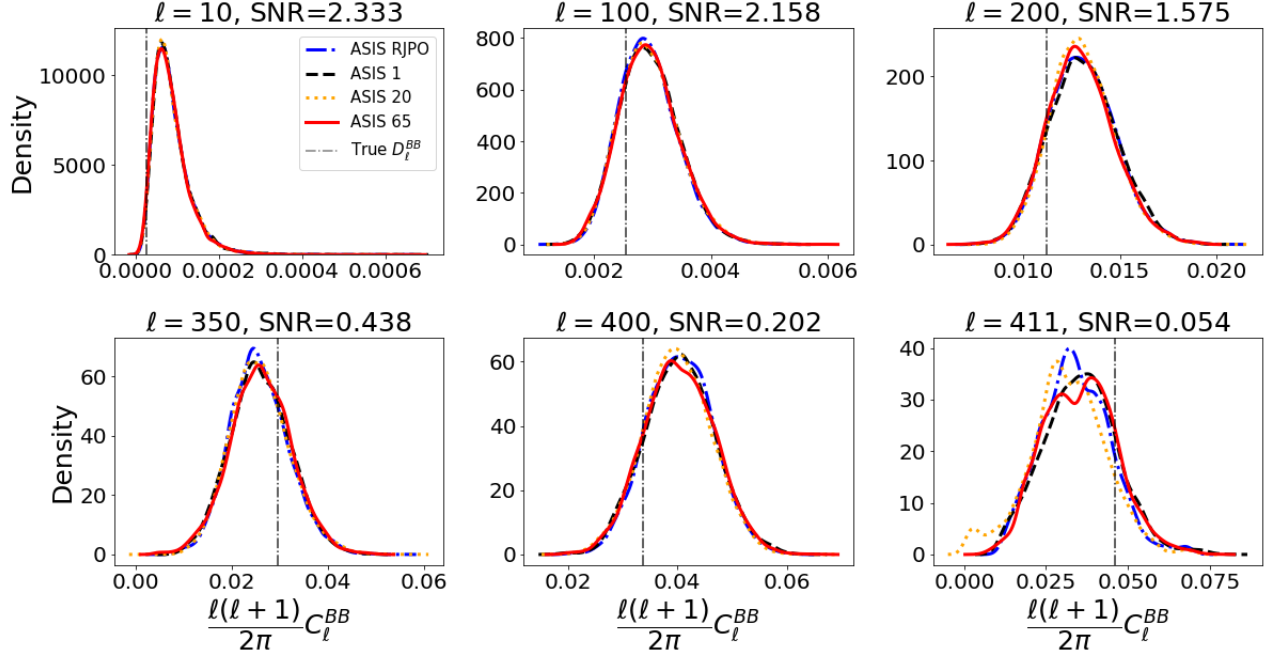 ℓ = 10, SNR=2.333
ℓ = 100, SNR=2.158
ℓ = 200, SNR=1.575
Density
10000
5000
0
0.0000 0.0002 0.0004 0.0006
ASIS RJPO
ASIS 1
ASIS 20
ASIS 65
True D_ℓ^{BB}
800
600
400
200
0
0.002 0.004 0.006
200
100
0
0.010 0.015 0.020
ℓ = 350, SNR=0.438
ℓ = 400, SNR=0.202
ℓ = 411, SNR=0.054
Density
60
40
20
0
0.00 0.02 0.04 0.06
ℓ(ℓ + 1)/2π C_ℓ^{BB}
60
40
20
0
0.02 0.04 0.06
ℓ(ℓ + 1)/2π C_ℓ^{BB}
40
30
20
10
0
0.000 0.025 0.050 0.075
ℓ(ℓ + 1)/2π C_ℓ^{BB}